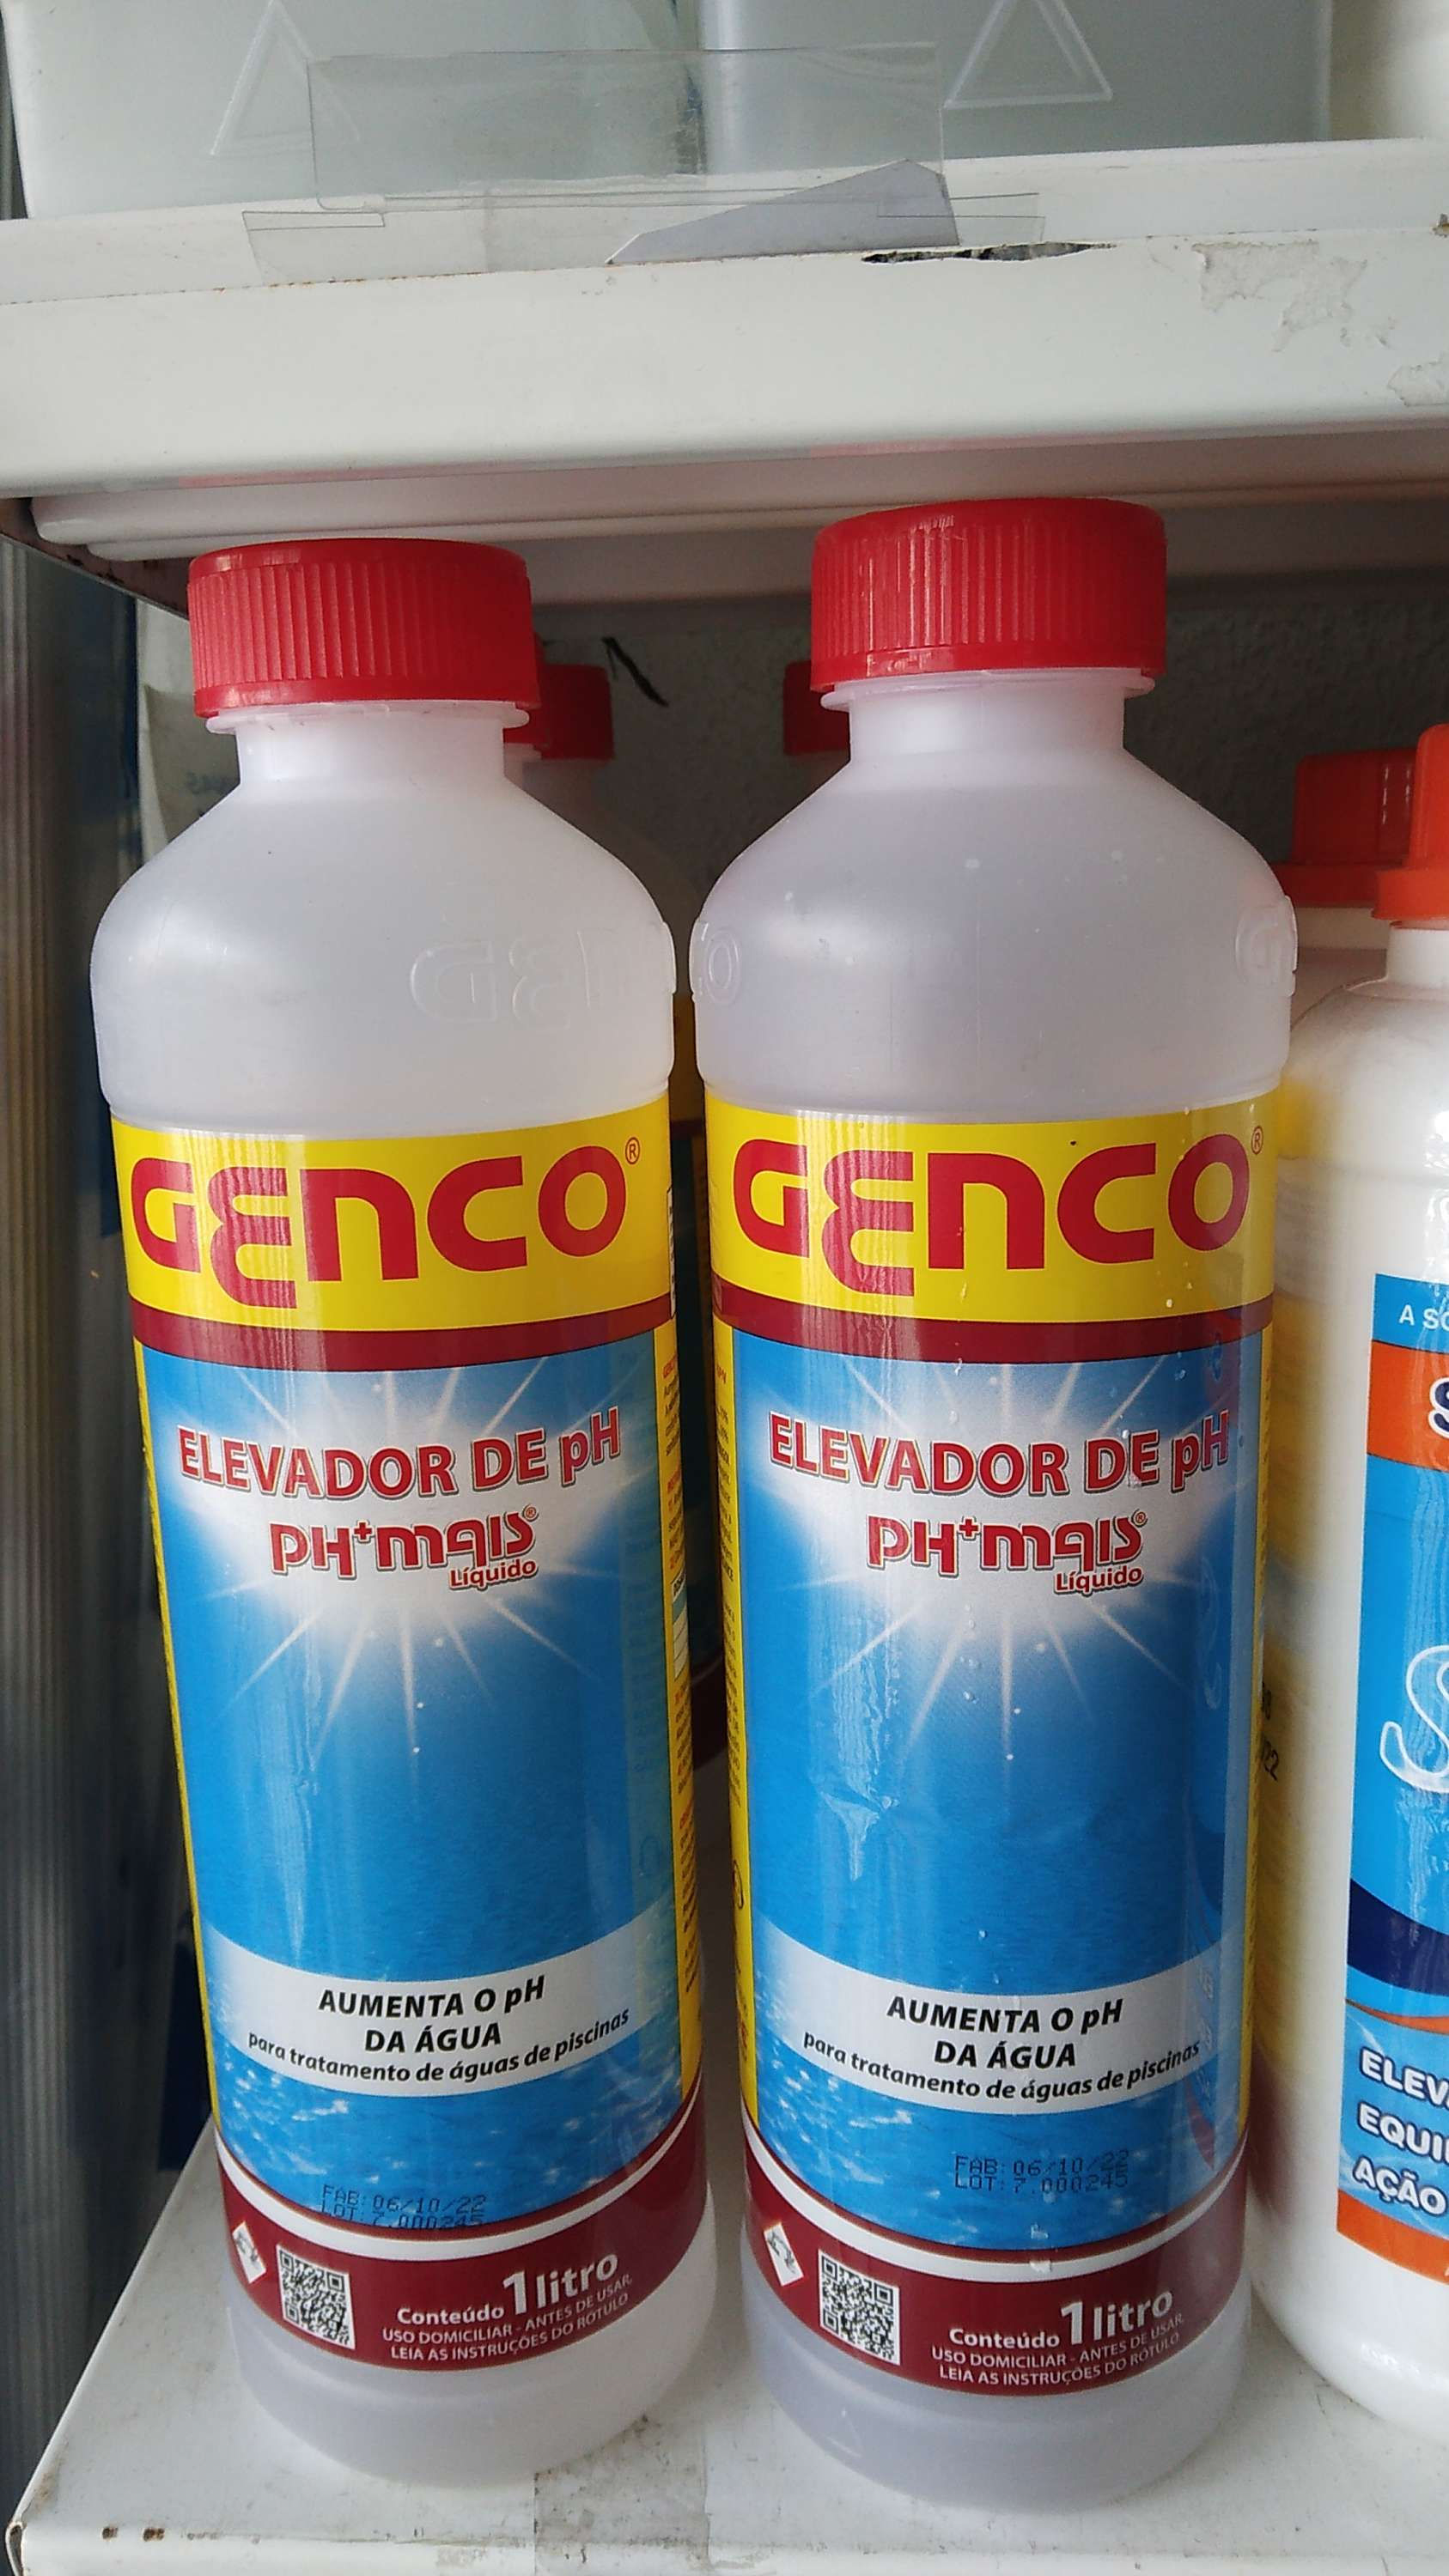 GENCO®
ELEVADOR DE pH
pH+mais®
Líquido
AUMENTA O pH
DA ÁGUA
para tratamento de águas de piscinas
FAB: 06/10/22
LOT: 7.000245
Conteúdo 1 litro
USO DOMICILIAR - ANTES DE USAR,
LEIA AS INSTRUÇÕES DO RÓTULO
GENCO®
ELEVADOR DE pH
pH+mais®
Líquido
AUMENTA O pH
DA ÁGUA
para tratamento de águas de piscinas
FAB: 06/10/22
LOT: 7.000245
Conteúdo 1 litro
USO DOMICILIAR - ANTES DE USAR,
LEIA AS INSTRUÇÕES DO RÓTULO
A
AÇÃO